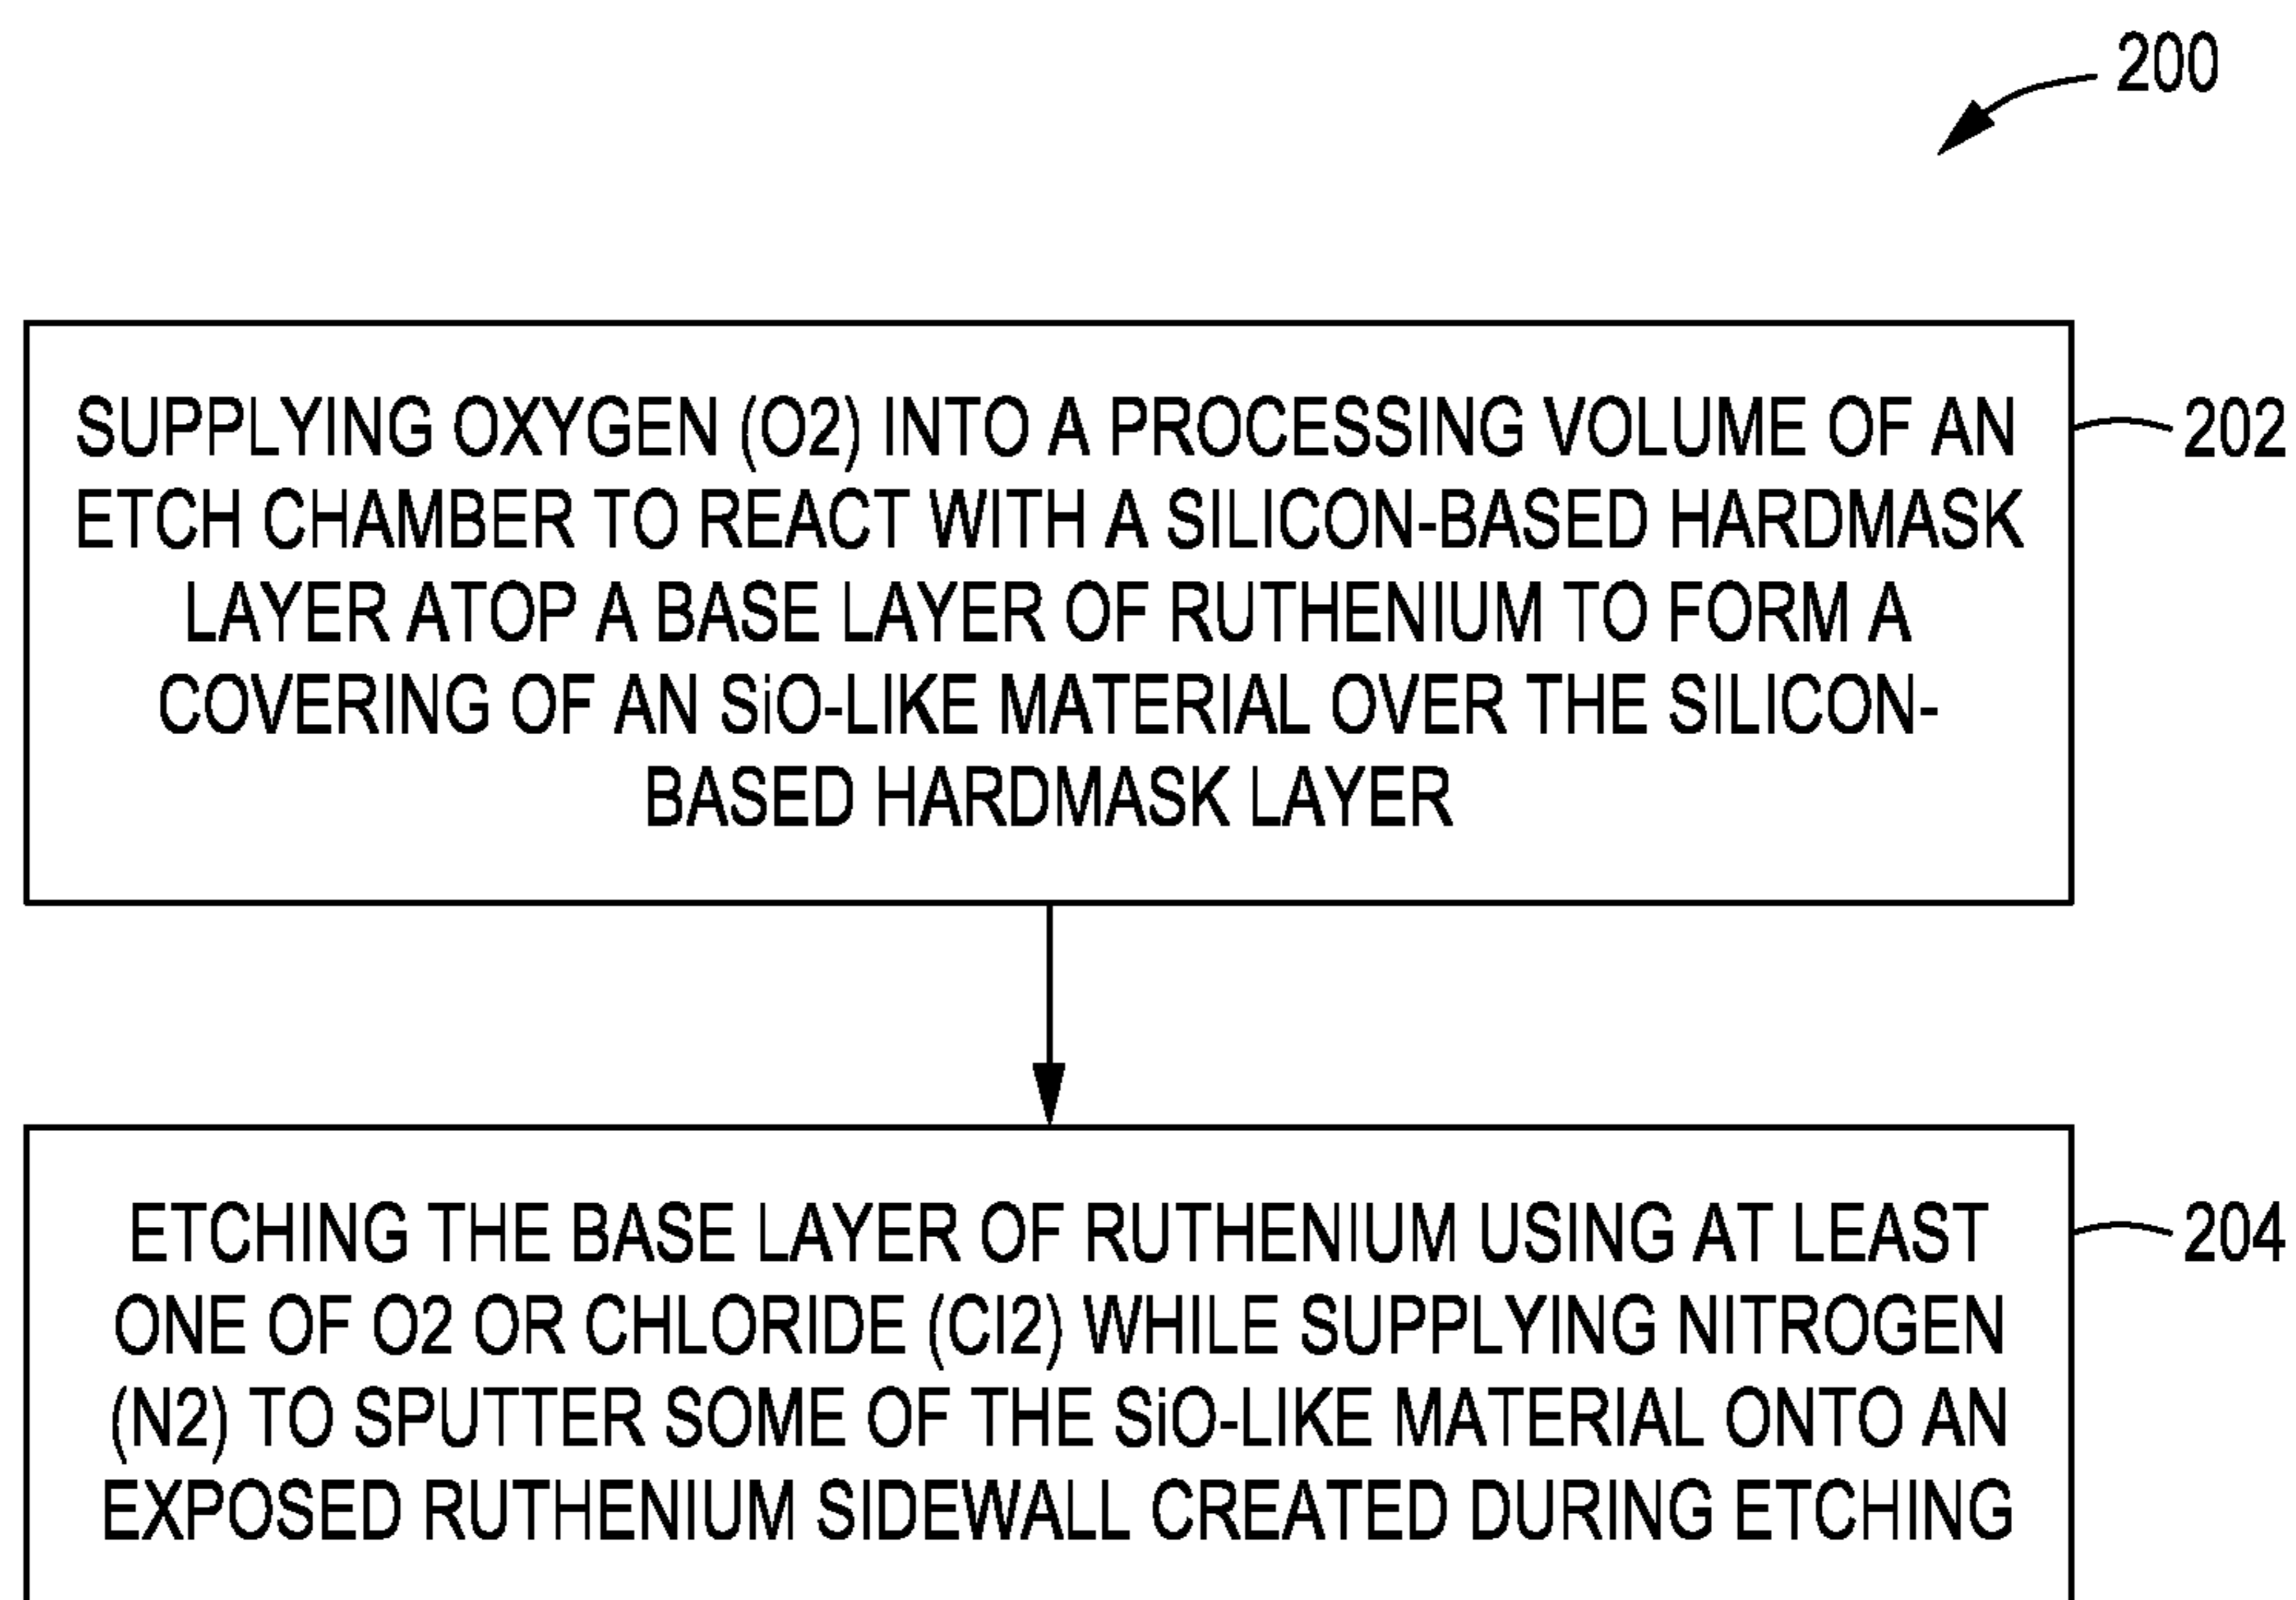 200
SUPPLYING OXYGEN (O2) INTO A PROCESSING VOLUME OF AN
202
ETCH CHAMBER TO REACT WITH A SILICON-BASED HARDMASK
LAYER ATOP A BASE LAYER OF RUTHENIUM TO FORM A
COVERING OF AN SiO-LIKE MATERIAL OVER THE SILICON-
BASED HARDMASK LAYER
ETCHING THE BASE LAYER OF RUTHENIUM USING AT LEAST
204
ONE OF O2 OR CHLORIDE (Cl2) WHILE SUPPLYING NITROGEN
(N2) TO SPUTTER SOME OF THE SiO-LIKE MATERIAL ONTO AN
EXPOSED RUTHENIUM SIDEWALL CREATED DURING ETCHING